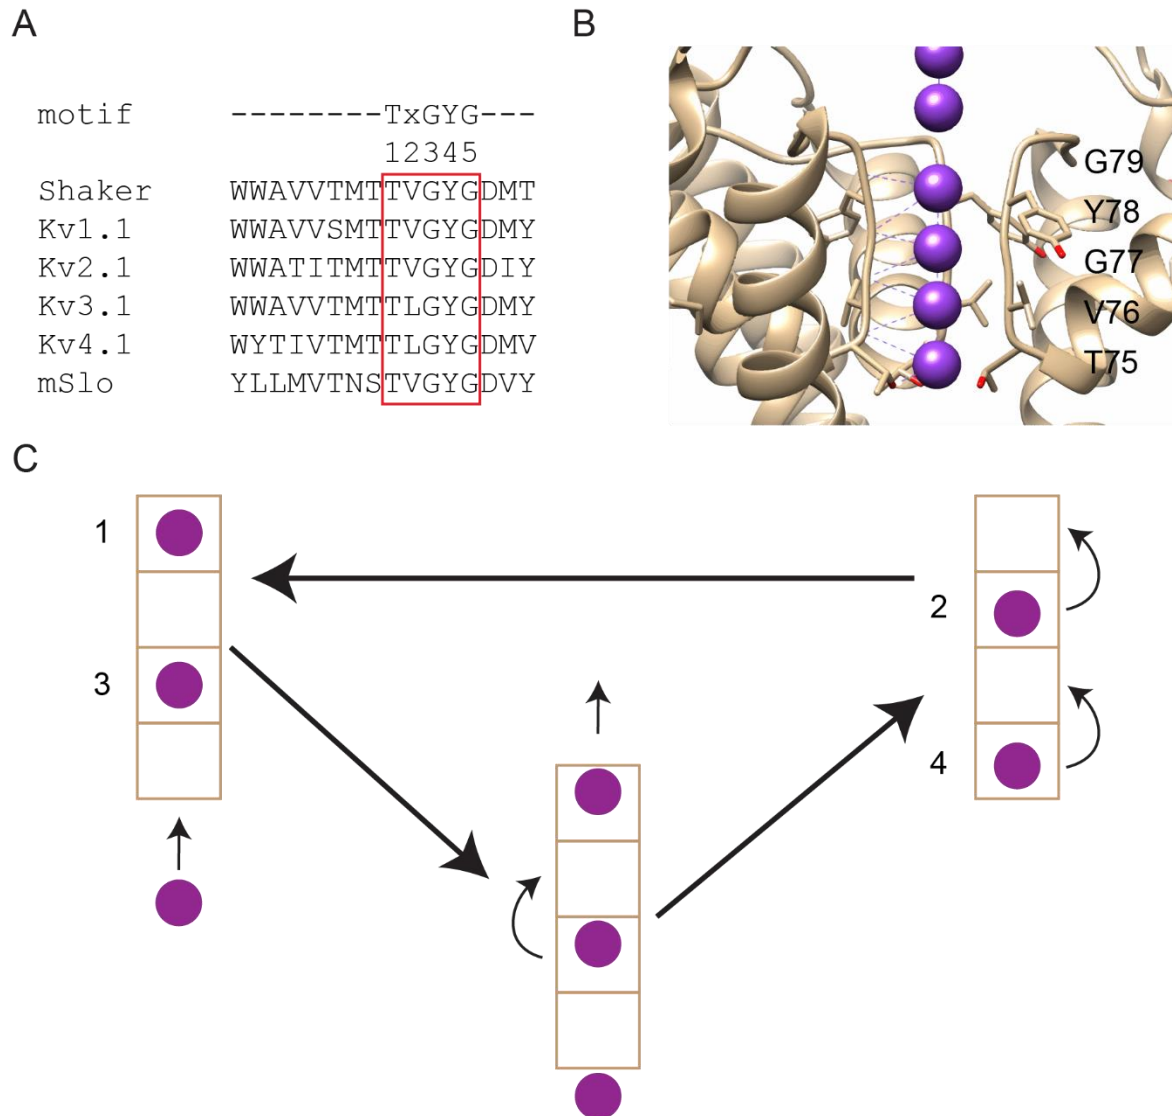 A
motif --------TxGYG---
12345
Shaker WWAVVTMTTVGYGDMT
Kv1.1 WWAVVSMTTVGYGDMY
Kv2.1 WWATITMTTVGYGDIY
Kv3.1 WWAVVTMTTLGYGDMY
Kv4.1 WYTIVTMTTLGYGDMV
mSlo YLLMVTNSTVGYGDVY
B
G79
Y78
G77
V76
T75
C
1
3
2
4